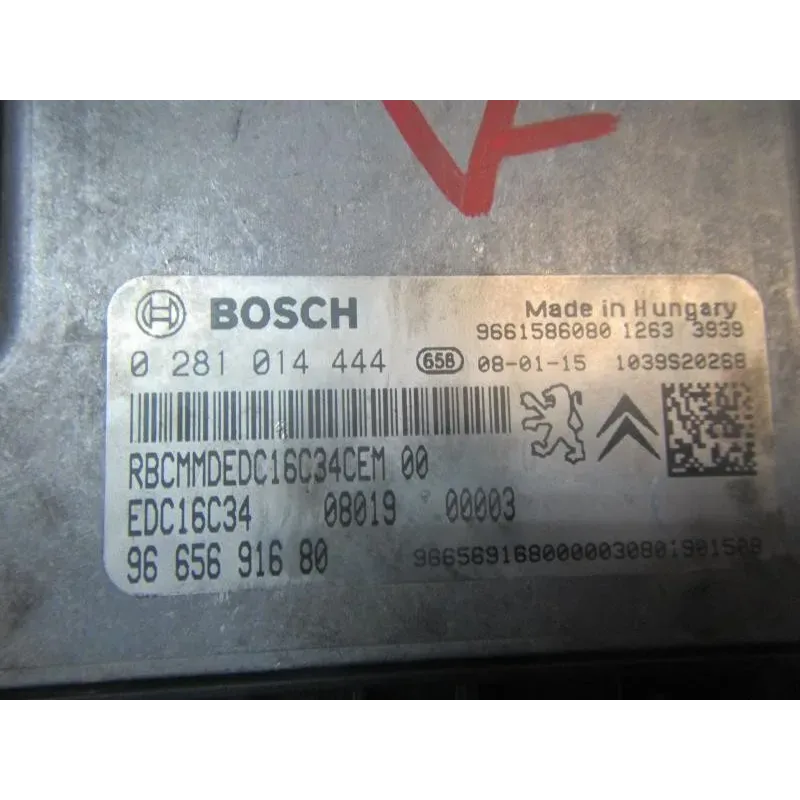 BOSCH
Made in Hungary
9661586080 1263 3939
0 281 014 444 658 08-01-15 1039S20268
RBCMMDEDC16C34CEM 00
EDC16C34 08019 00003
96 656 916 80
9665691680000030801901508